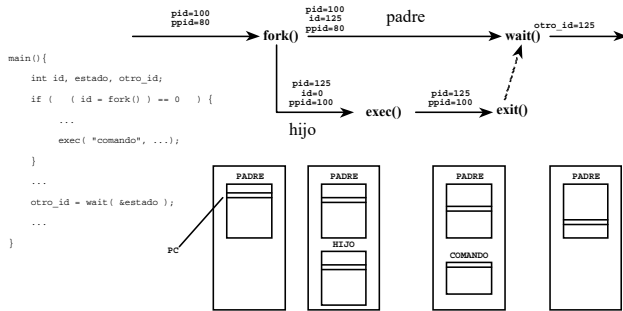 pid=100
ppid=80
fork()
pid=100
id=125
ppid=80
padre
wait()
otro_id=125
pid=125
id=0
ppid=100
hijo
exec()
pid=125
ppid=100
exit()
main(){
int id, estado, otro_id;
if ( ( id = fork() ) == 0 ) {
...
exec( "comando", ...);
}
...
otro_id = wait( &estado );
...
}
PC
PADRE
PADRE
HIJO
PADRE
COMANDO
PADRE